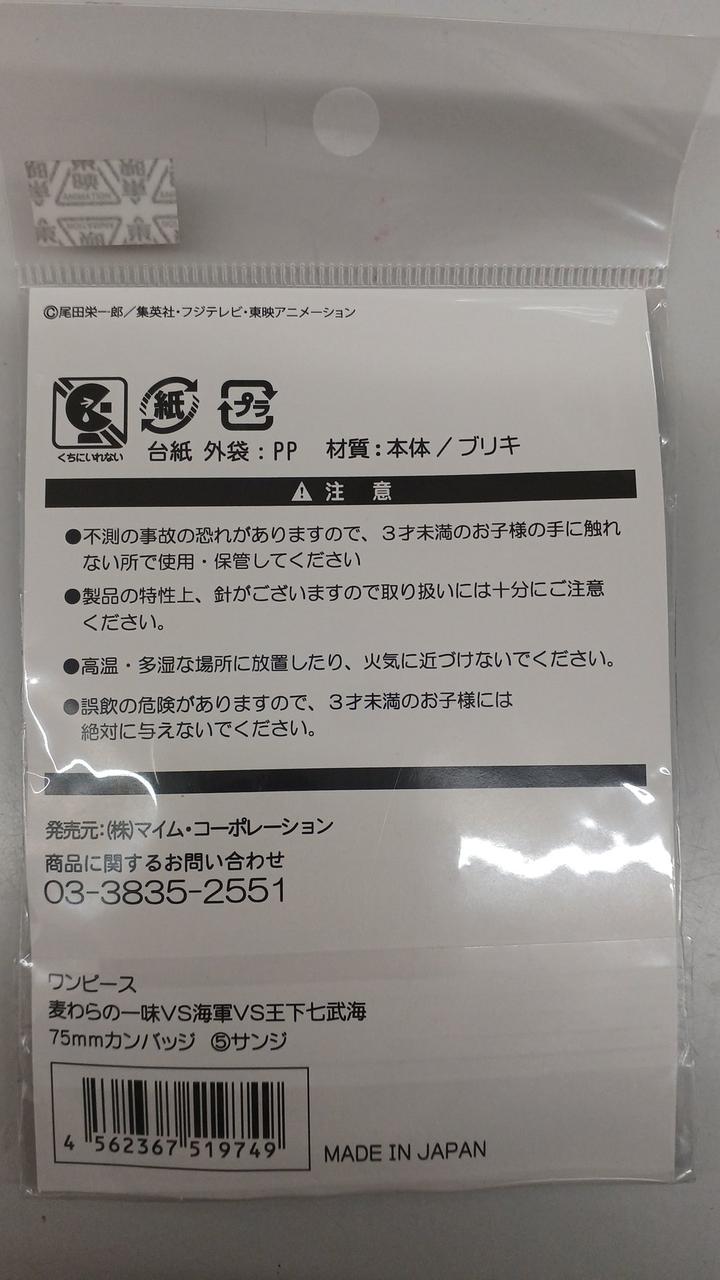 ©尾田栄一郎／集英社・フジテレビ・東映アニメーション
くちにいれない
紙
プラ
台紙 外袋：PP 材質：本体／ブリキ
注 意
●不測の事故の恐れがありますので、３才未満のお子様の手に触れ
ない所で使用・保管してください
●製品の特性上、針がございますので取り扱いには十分にご注意
ください。
●高温・多湿な場所に放置したり、火気に近づけないでください。
●誤飲の危険がありますので、３才未満のお子様には
絶対に与えないでください。
発売元：(株)マイム・コーポレーション
商品に関するお問い合わせ
03-3835-2551
ワンピース
麦わらの一味VS海軍VS王下七武海
75mmカンバッジ ⑤サンジ
4 562367 519749
MADE IN JAPAN